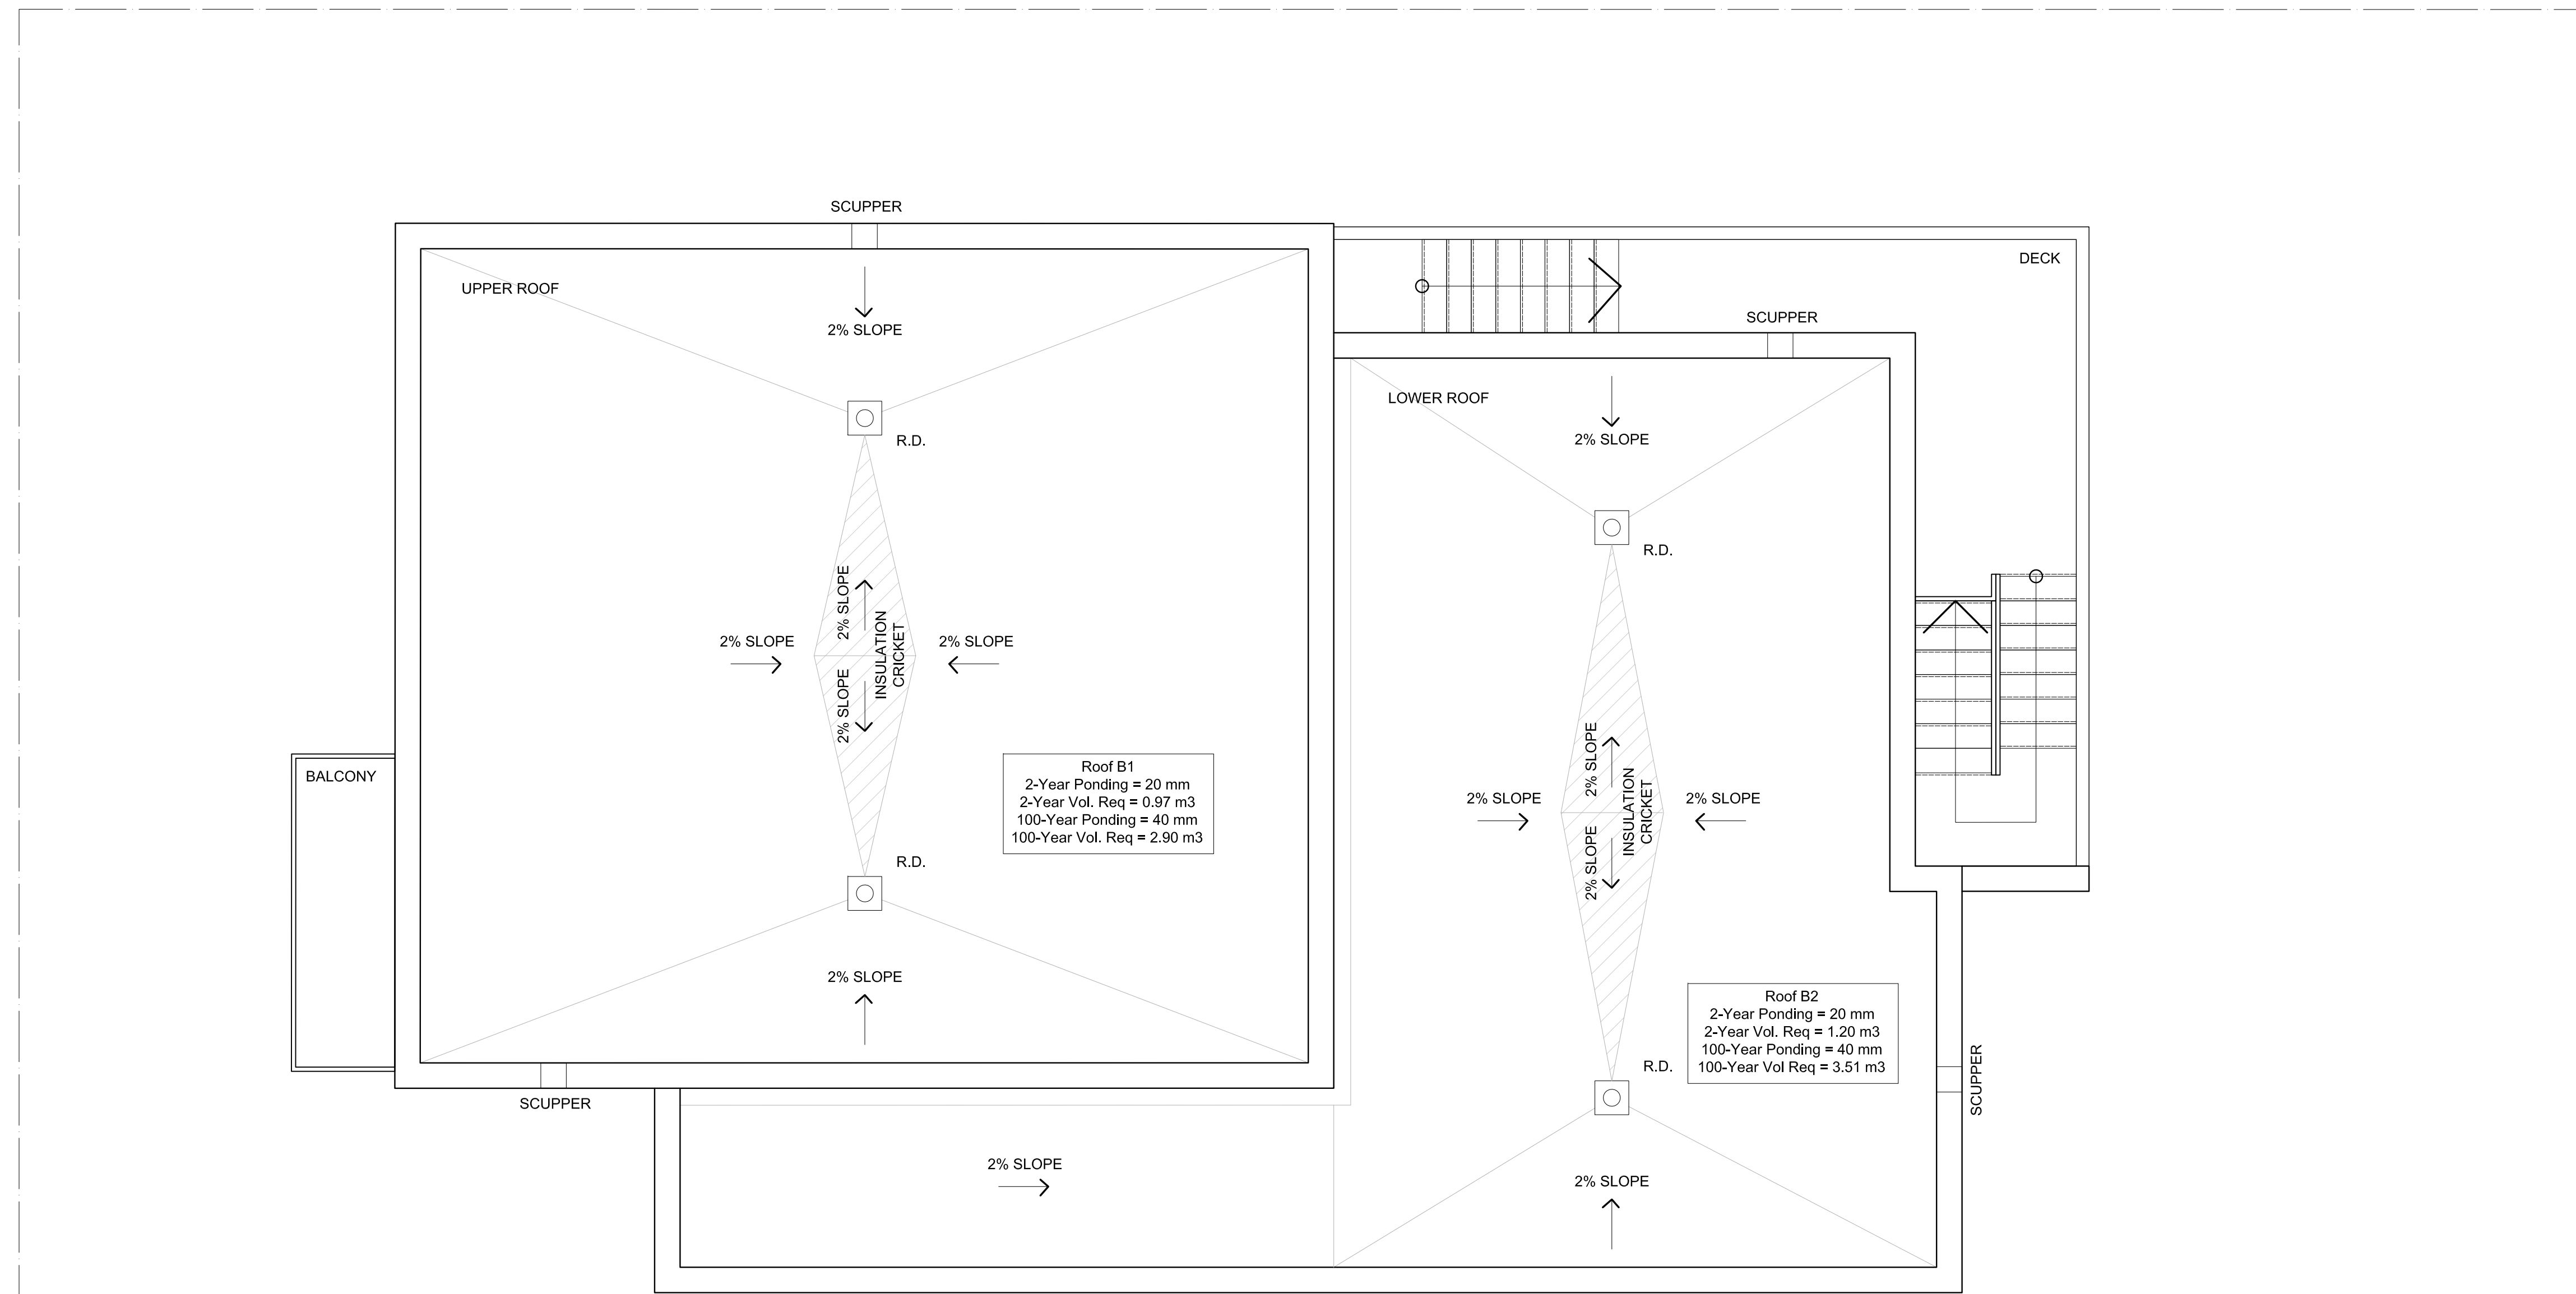 SCUPPER
DECK
UPPER ROOF
2% SLOPE
SCUPPER
LOWER ROOF
2% SLOPE
R.D.
R.D.
2% SLOPE
2% SLOPE
INSULATION
CRICKET
2% SLOPE
2% SLOPE
BALCONY
Roof B1
2-Year Ponding = 20 mm
2-Year Vol. Req = 0.97 m3
100-Year Ponding = 40 mm
100-Year Vol. Req = 2.90 m3
2% SLOPE
2% SLOPE
INSULATION
CRICKET
2% SLOPE
2% SLOPE
R.D.
2% SLOPE
Roof B2
2-Year Ponding = 20 mm
2-Year Vol. Req = 1.20 m3
100-Year Ponding = 40 mm
100-Year Vol Req = 3.51 m3
R.D.
SCUPPER
SCUPPER
2% SLOPE
2% SLOPE